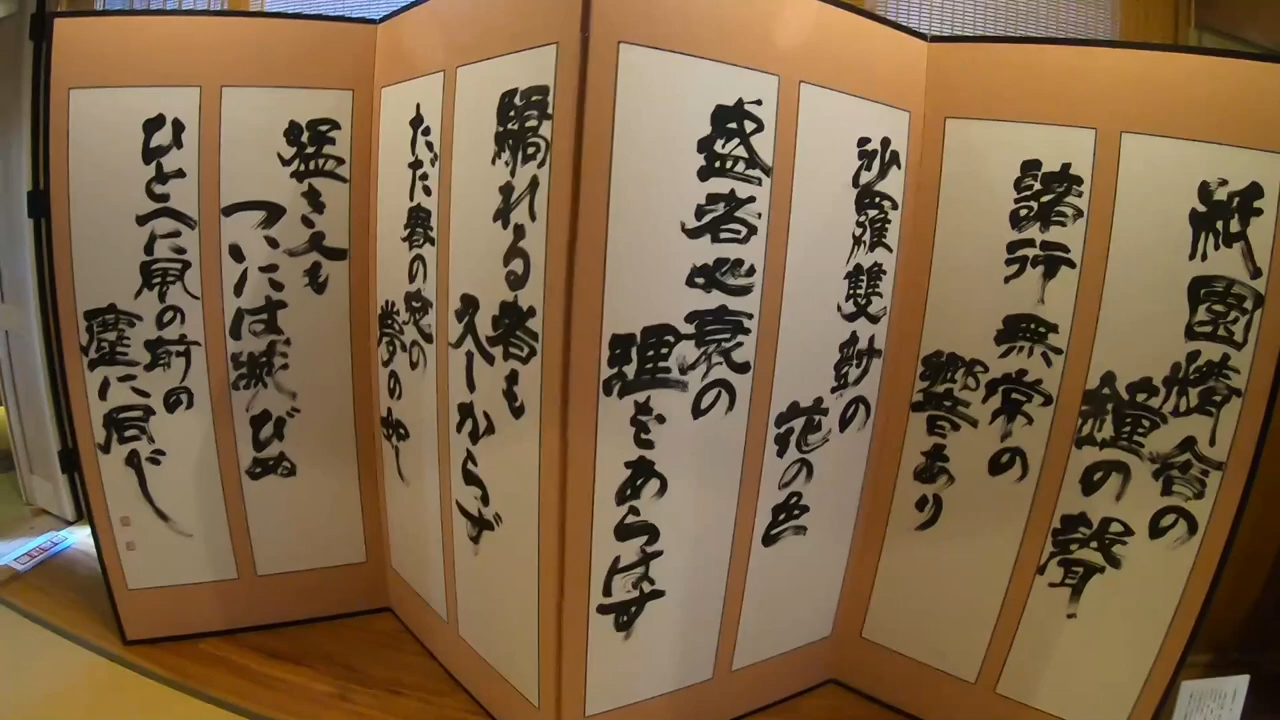 祇園精舎の
鐘の聲
諸行無常の
響あり
沙羅雙樹の
花の色
盛者必衰の
理をあらはす
驕れる者も
久しからず
ただ春の夜の
夢の如し
猛き人も
ついには滅びぬ
ひとへに風の前の
塵に同じ